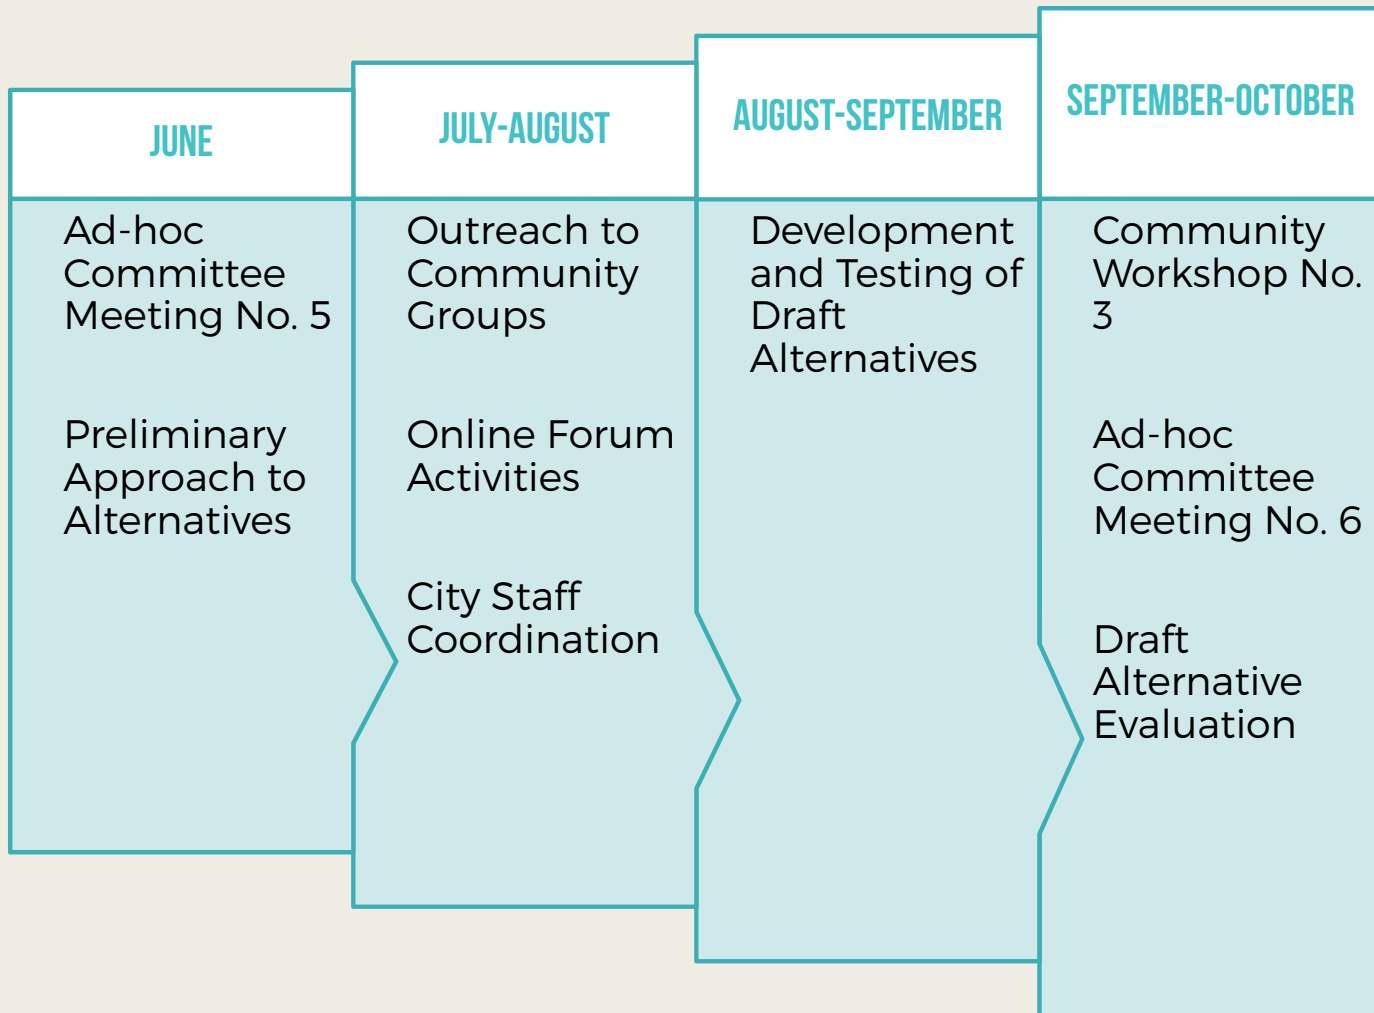 JUNE
Ad-hoc
Committee
Meeting No. 5
Preliminary
Approach to
Alternatives
JULY-AUGUST
Outreach to
Community
Groups
Online Forum
Activities
City Staff
Coordination
AUGUST-SEPTEMBER
Development
and Testing of
Draft
Alternatives
SEPTEMBER-OCTOBER
Community
Workshop No.
3
Ad-hoc
Committee
Meeting No. 6
Draft
Alternative
Evaluation